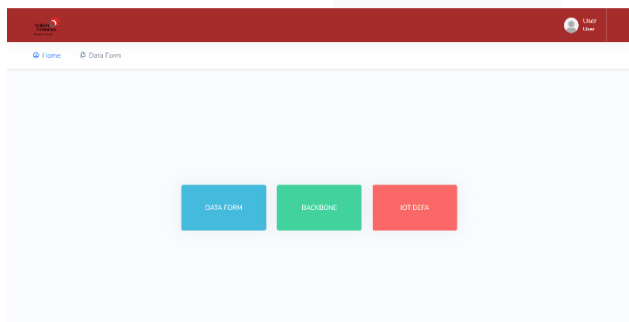 User
User
Home
Data Form
DATA FORM
BACKBONE
IOT DEFA